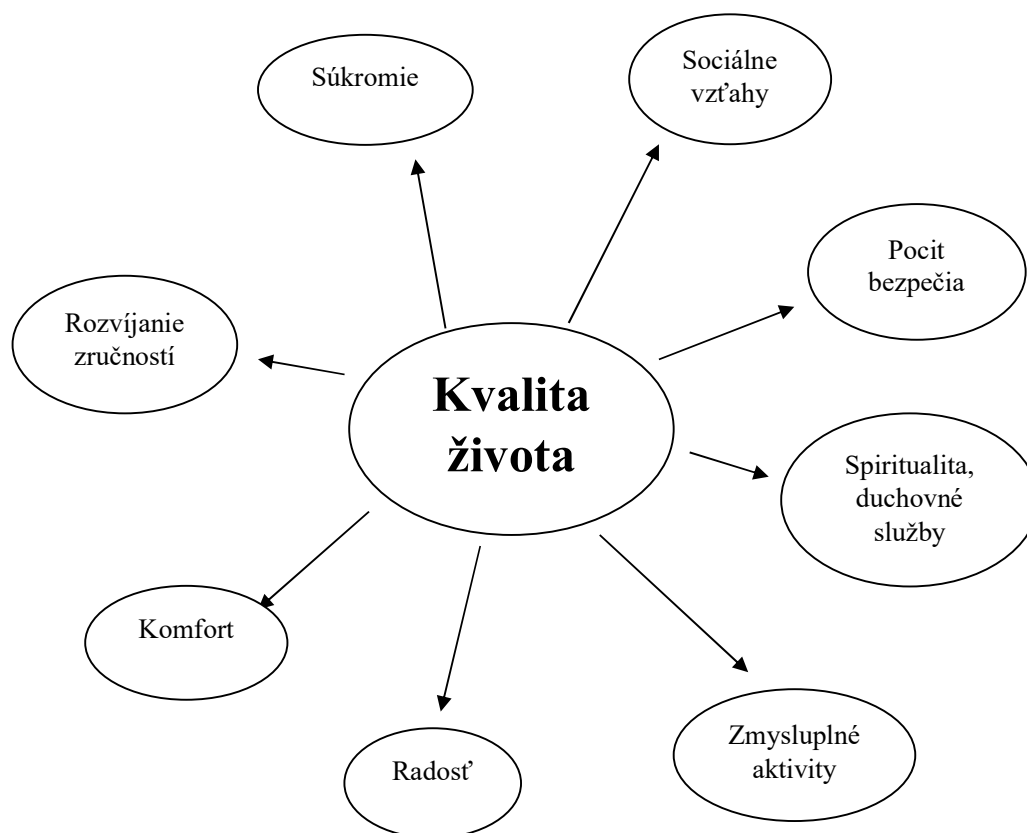 Súkromie
Sociálne
vzťahy
Pocit
bezpečia
Rozvíjanie
zručností
Kvalita
života
Spiritualita,
duchovné
služby
Komfort
Radosť
Zmysluplné
aktivity